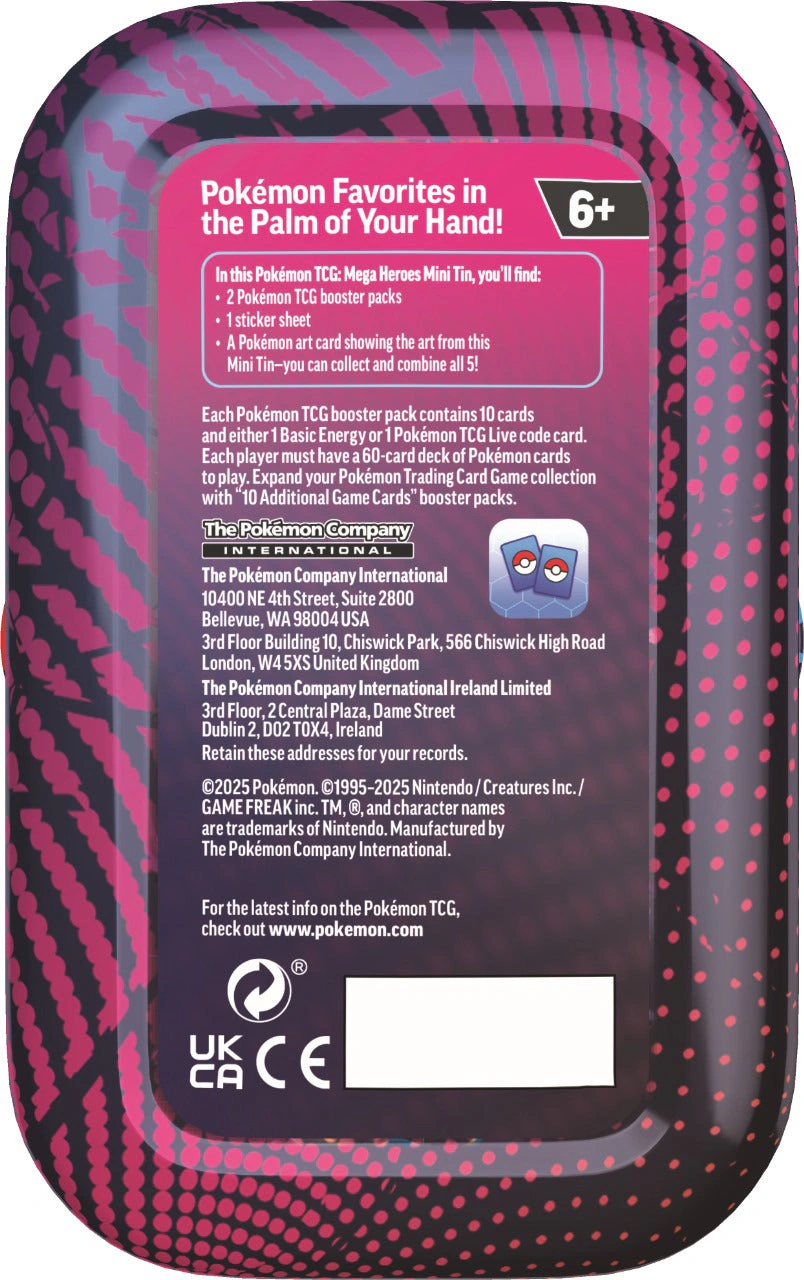 Pokémon Favorites in
the Palm of Your Hand!
6+
In this Pokémon TCG: Mega Heroes Mini Tin, you'll find:
• 2 Pokémon TCG booster packs
• 1 sticker sheet
• A Pokémon art card showing the art from this
Mini Tin—you can collect and combine all 5!
Each Pokémon TCG booster pack contains 10 cards
and either 1 Basic Energy or 1 Pokémon TCG Live code card.
Each player must have a 60-card deck of Pokémon cards
to play. Expand your Pokémon Trading Card Game collection
with “10 Additional Game Cards” booster packs.
The Pokémon Company
INTERNATIONAL
The Pokémon Company International
10400 NE 4th Street, Suite 2800
Bellevue, WA 98004 USA
3rd Floor Building 10, Chiswick Park, 566 Chiswick High Road
London, W4 5XS United Kingdom
The Pokémon Company International Ireland Limited
3rd Floor, 2 Central Plaza, Dame Street
Dublin 2, D02 T0X4, Ireland
Retain these addresses for your records.
©2025 Pokémon. ©1995–2025 Nintendo / Creatures Inc. /
GAME FREAK inc. TM, ®, and character names
are trademarks of Nintendo. Manufactured by
The Pokémon Company International.
For the latest info on the Pokémon TCG,
check out www.pokemon.com
®
UK
CA CE